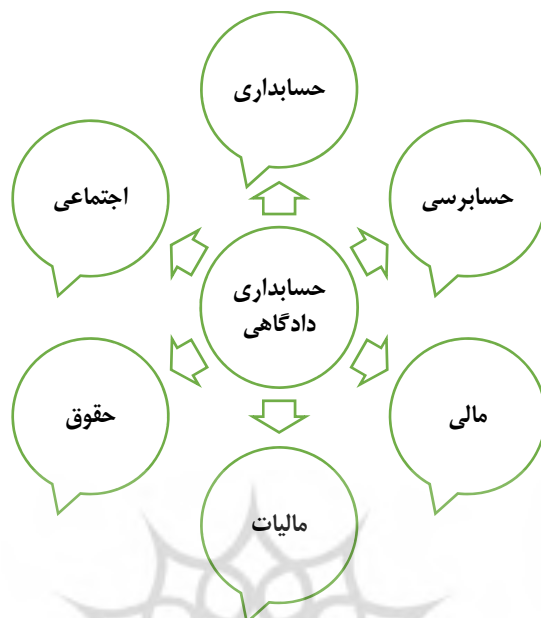 حسابداری
اجتماعی
حسابرسی
حسابداری
دادگاهی
حقوق
مالی
مالیات